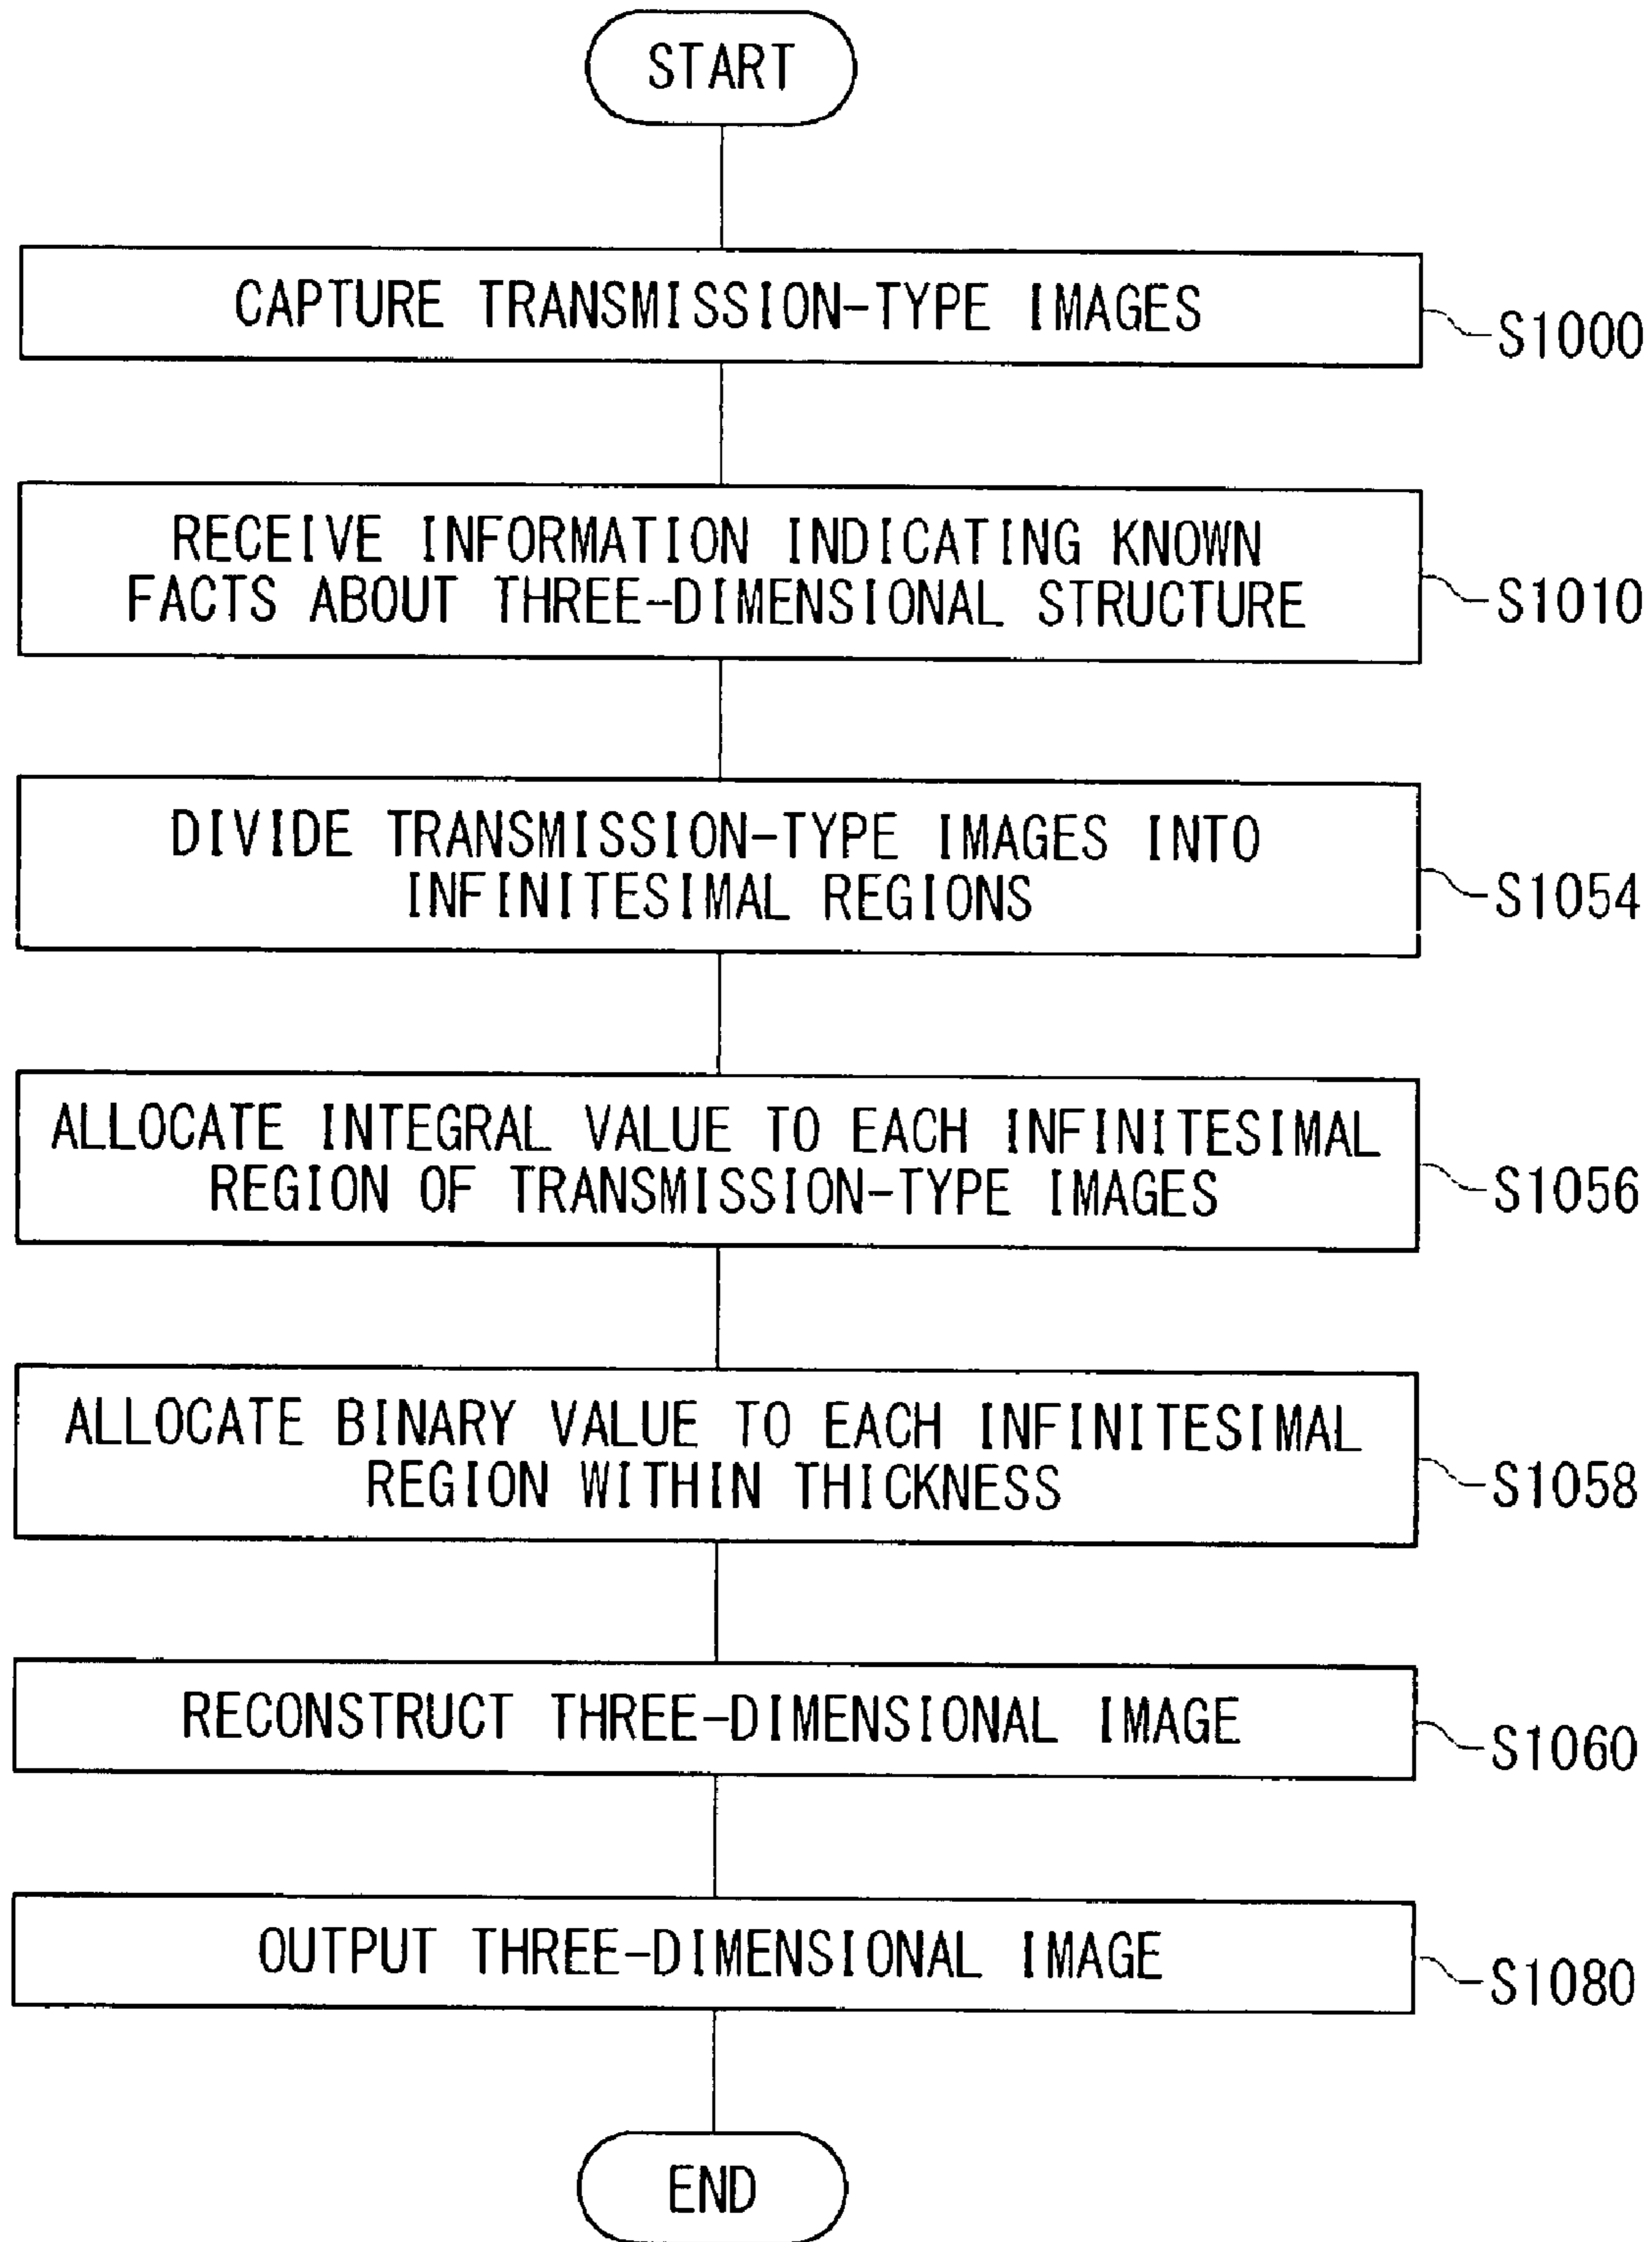 START
CAPTURE TRANSMISSION-TYPE IMAGES
S1000
RECEIVE INFORMATION INDICATING KNOWN
FACTS ABOUT THREE-DIMENSIONAL STRUCTURE
S1010
DIVIDE TRANSMISSION-TYPE IMAGES INTO
INFINITESIMAL REGIONS
S1054
ALLOCATE INTEGRAL VALUE TO EACH INFINITESIMAL
REGION OF TRANSMISSION-TYPE IMAGES
S1056
ALLOCATE BINARY VALUE TO EACH INFINITESIMAL
REGION WITHIN THICKNESS
S1058
RECONSTRUCT THREE-DIMENSIONAL IMAGE
S1060
OUTPUT THREE-DIMENSIONAL IMAGE
S1080
END